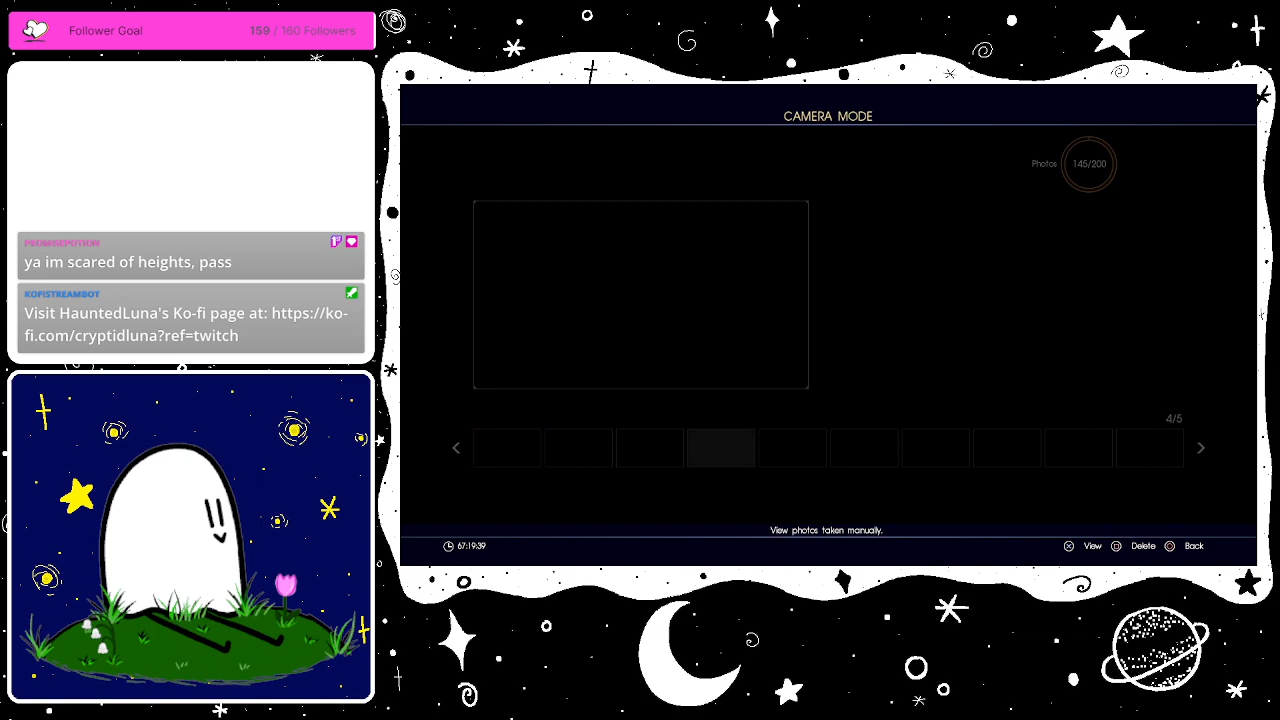 Follower Goal
159 / 160 Followers
PROMISEPOTION
ya im scared of heights, pass
KOFISTREAMBOT
Visit HauntedLuna's Ko-fi page at: https://ko-
fi.com/cryptidluna?ref=twitch
CAMERA MODE
Photos 145/200
4/5
View photos taken manually.
67:19:39
View Delete Back